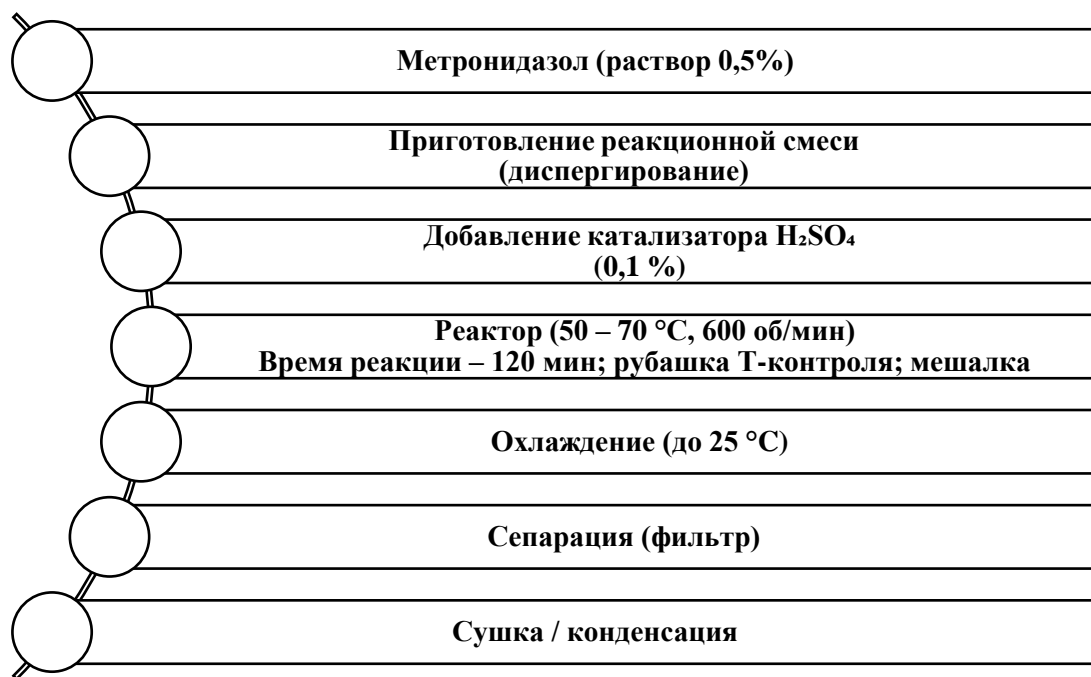 Метронидазол (раствор 0,5%)
Приготовление реакционной смеси
(диспергирование)
Добавление катализатора H₂SO₄
(0,1 %)
Реактор (50 – 70 °C, 600 об/мин)
Время реакции – 120 мин; рубашка Т-контроля; мешалка
Охлаждение (до 25 °C)
Сепарация (фильтр)
Сушка / конденсация